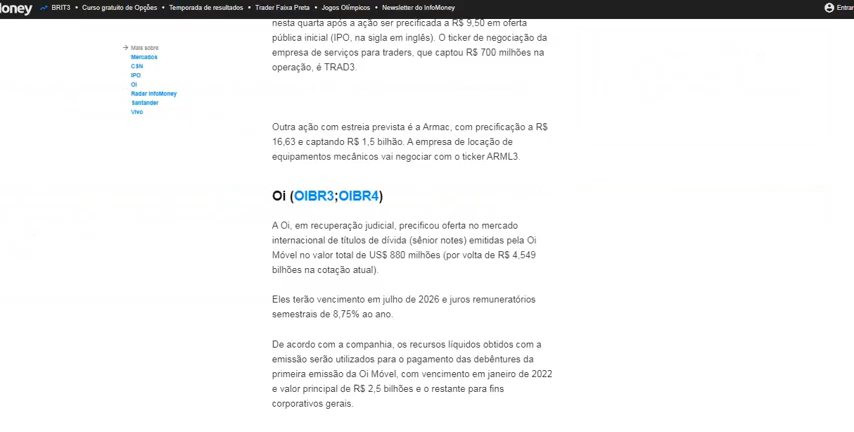 BRIT3 • Curso gratuito de Opções • Temporada de resultados • Trader Faixa Preta • Jogos Olímpicos • Newsletter do InfoMoney
Entrar
nesta quarta após a ação ser precificada a R$ 9,50 em oferta
pública inicial (IPO, na sigla em inglês). O ticker de negociação da
empresa de serviços para traders, que captou R$ 700 milhões na
operação, é TRAD3.
Mais sobre
Mercados
CSN
IPO
Oi
Radar InfoMoney
Santander
Vivo
Outra ação com estreia prevista é a Armac, com precificação a R$
16,63 e captando R$ 1,5 bilhão. A empresa de locação de
equipamentos mecânicos vai negociar com o ticker ARML3.
Oi (OIBR3;OIBR4)
A Oi, em recuperação judicial, precificou oferta no mercado
internacional de títulos de dívida (sênior notes) emitidas pela Oi
Móvel no valor total de US$ 880 milhões (por volta de R$ 4,549
bilhões na cotação atual).
Eles terão vencimento em julho de 2026 e juros remuneratórios
semestrais de 8,75% ao ano.
De acordo com a companhia, os recursos líquidos obtidos com a
emissão serão utilizados para o pagamento das debêntures da
primeira emissão da Oi Móvel, com vencimento em janeiro de 2022
e valor principal de R$ 2,5 bilhões e o restante para fins
corporativos gerais.